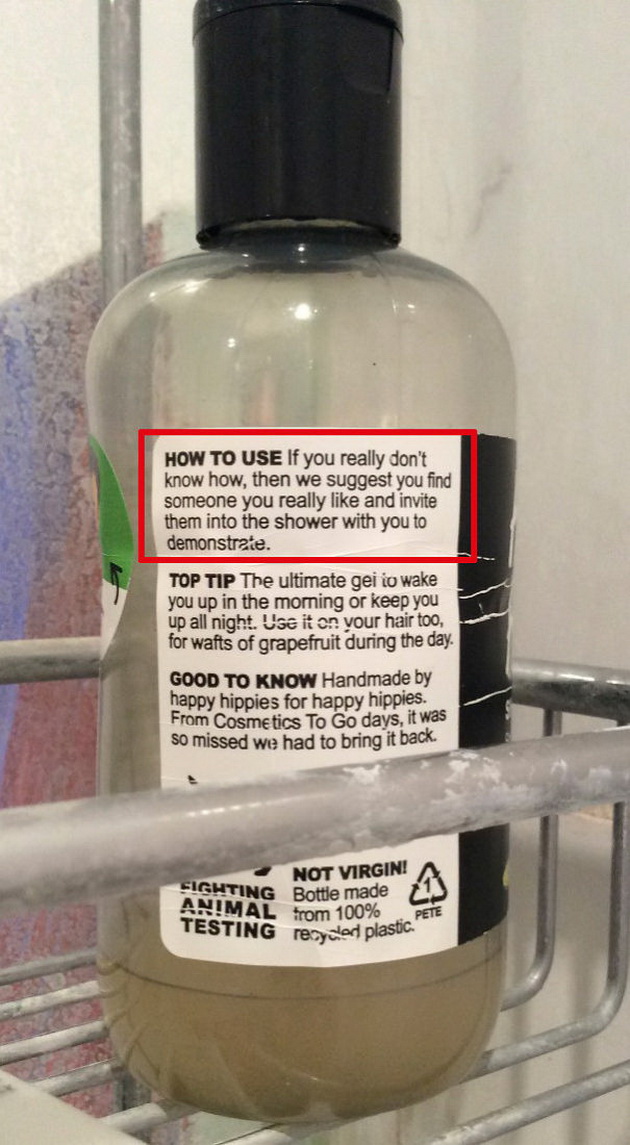 HOW TO USE If you really don't
know how, then we suggest you find
someone you really like and invite
them into the shower with you to
demonstrate.
TOP TIP The ultimate gel to wake
you up in the morning or keep you
up all night. Use it on your hair too,
for wafts of grapefruit during the day.
GOOD TO KNOW Handmade by
happy hippies for happy hippies.
From Cosmetics To Go days, it was
so missed we had to bring it back.
FIGHTING
ANIMAL
TESTING
NOT VIRGIN!
Bottle made
from 100%
recycled plastic.
1
PETE